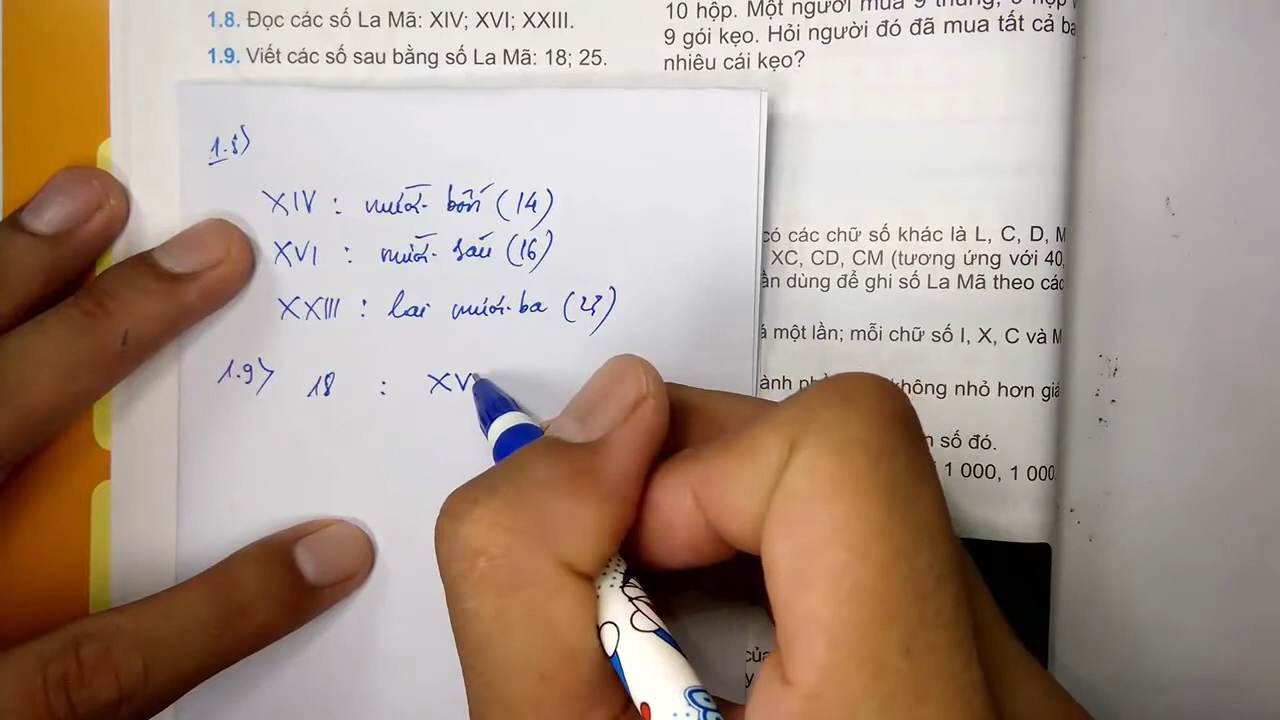 1.8. Đọc các số La Mã: XIV; XVI; XXIII.
1.9. Viết các số sau bằng số La Mã: 18; 25.
10 hộp. Một người mua 9 thùng,
9 gói kẹo. Hỏi người đó đã mua tất cả ba
nhiêu cái kẹo?
1.8)
XIV : mười bốn (14)
XVI : mười sáu (16)
XXIII : hai mươi ba (23)
1.9) 18 : XV
có các chữ số khác là L, C, D, M
XC, CD, CM (tương ứng với 40,
dùng để ghi số La Mã theo các
một lần; mỗi chữ số I, X, C và M
không nhỏ hơn giá
số đó.
1 000, 1 000